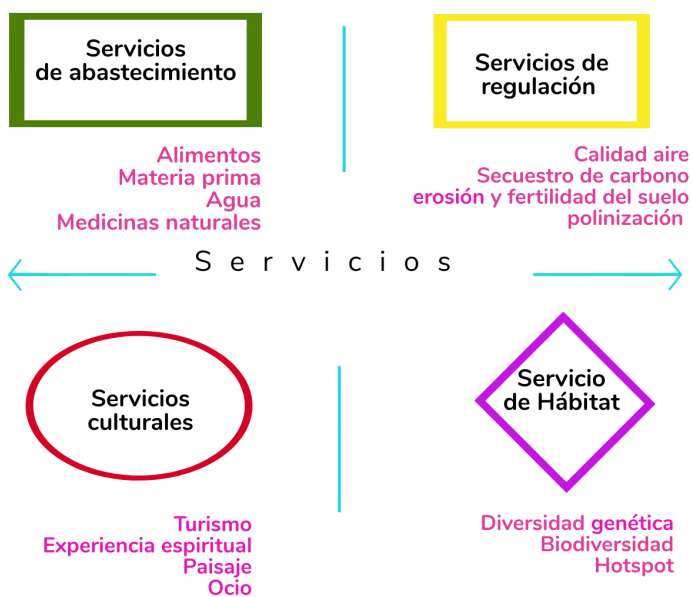 Servicios
de abastecimiento
Alimentos
Materia prima
Agua
Medicinas naturales
Servicios de
regulación
Calidad aire
Secuestro de carbono
erosión y fertilidad del suelo
polinización
Servicios
Servicios
culturales
Turismo
Experiencia espiritual
Paisaje
Ocio
Servicio
de Hábitat
Diversidad genética
Biodiversidad
Hotspot